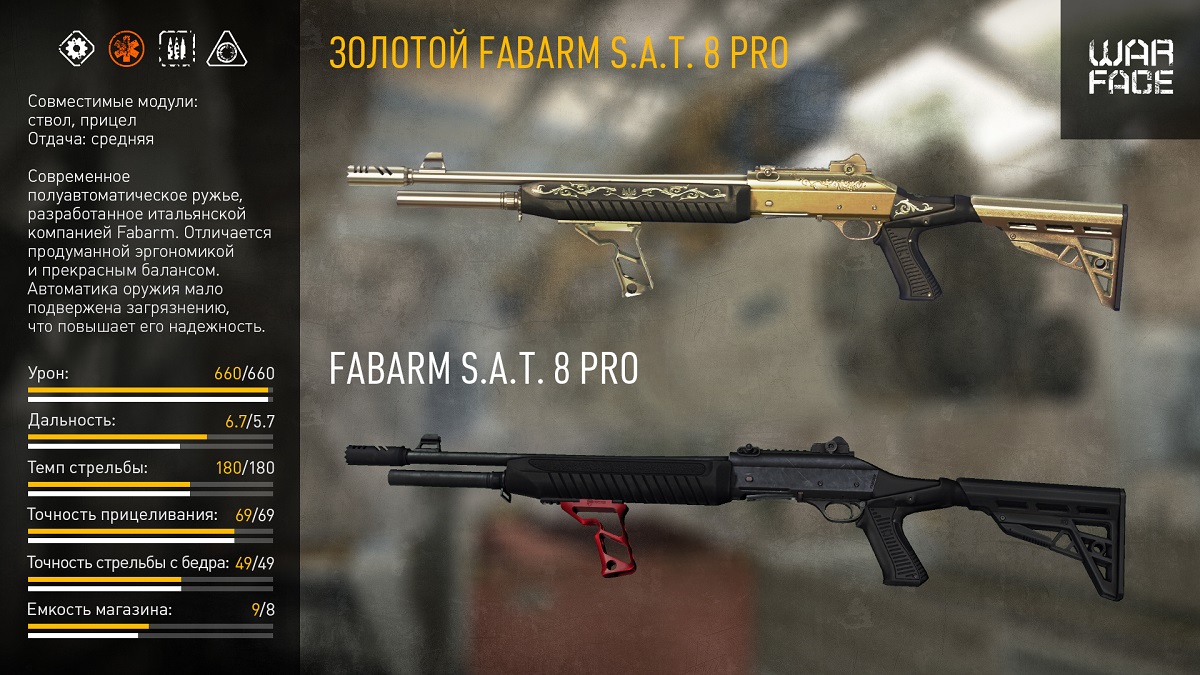 Совместимые модули:
ствол, прицел
Отдача: средняя
Современное
полуавтоматическое ружье,
разработанное итальянской
компанией Fabarm. Отличается
продуманной эргономикой
и прекрасным балансом.
Автоматика оружия мало
подвержена загрязнению,
что повышает его надежность.
Урон: 660/660
Дальность: 6.7/5.7
Темп стрельбы: 180/180
Точность прицеливания: 69/69
Точность стрельбы с бедра: 49/49
Емкость магазина: 9/8
ЗОЛОТОЙ FABARM S.A.T. 8 PRO
FABARM S.A.T. 8 PRO
WAR
FACE